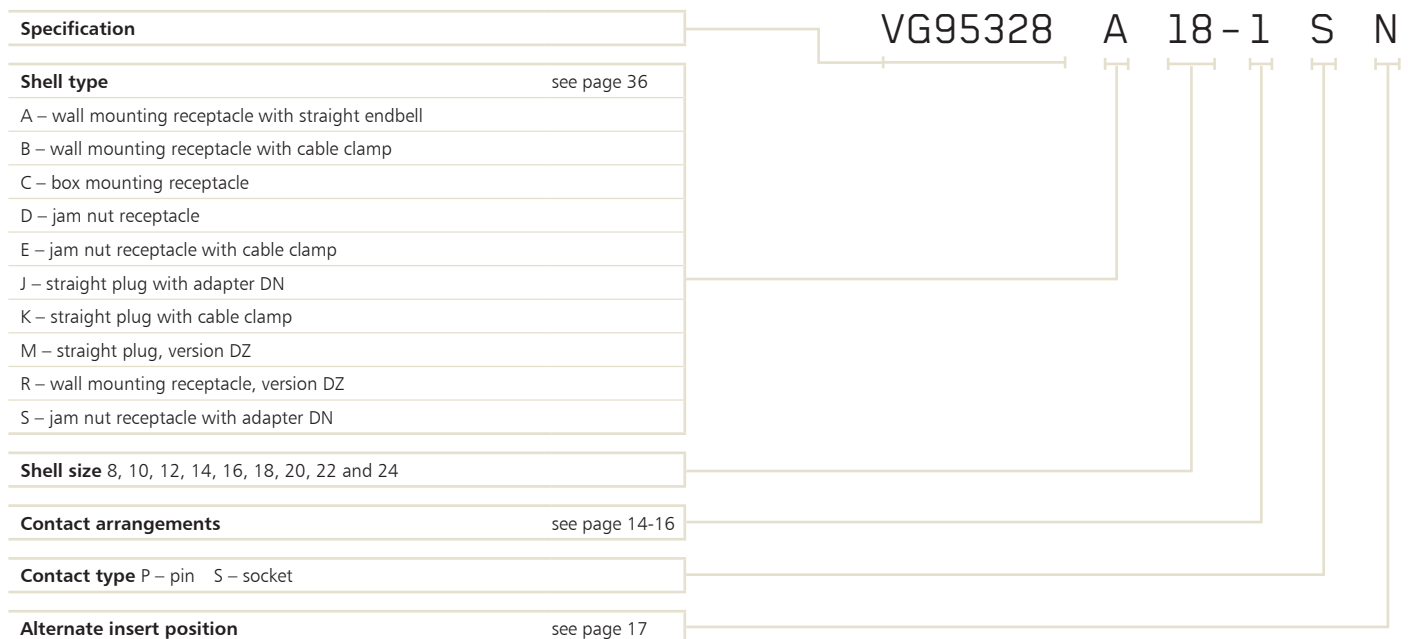 Specification
VG95328 A 18-1 S N
Shell type see page 36
A – wall mounting receptacle with straight endbell
B – wall mounting receptacle with cable clamp
C – box mounting receptacle
D – jam nut receptacle
E – jam nut receptacle with cable clamp
J – straight plug with adapter DN
K – straight plug with cable clamp
M – straight plug, version DZ
R – wall mounting receptacle, version DZ
S – jam nut receptacle with adapter DN
Shell size 8, 10, 12, 14, 16, 18, 20, 22 and 24
Contact arrangements see page 14-16
Contact type P – pin S – socket
Alternate insert position see page 17